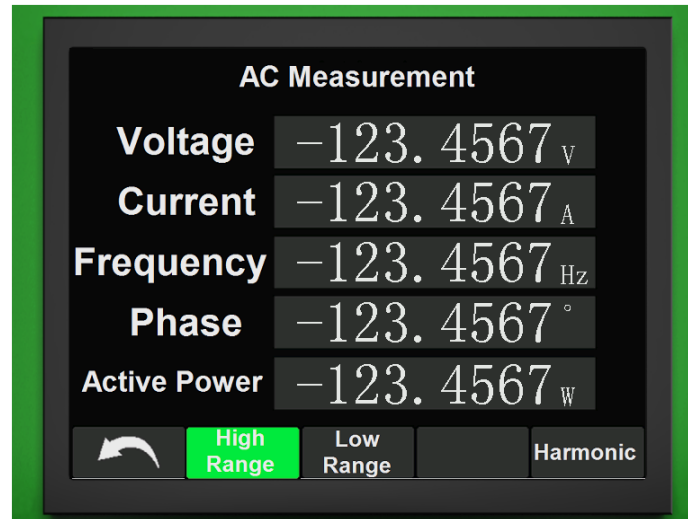 AC Measurement
Voltage -123.4567 V
Current -123.4567 A
Frequency -123.4567 Hz
Phase -123.4567 °
Active Power -123.4567 W
High Range Low Range Harmonic